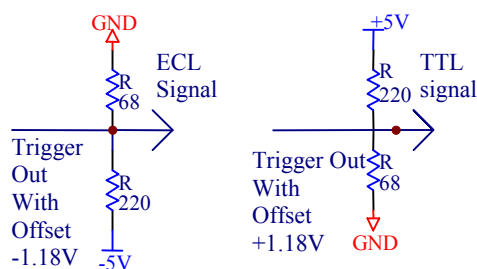 GND
R
68
ECL
Signal
Trigger
Out
With
Offset
-1.18V
R
220
-5V
+5V
R
220
TTL
signal
Trigger Out
With
Offset
+1.18V
R
68
GND